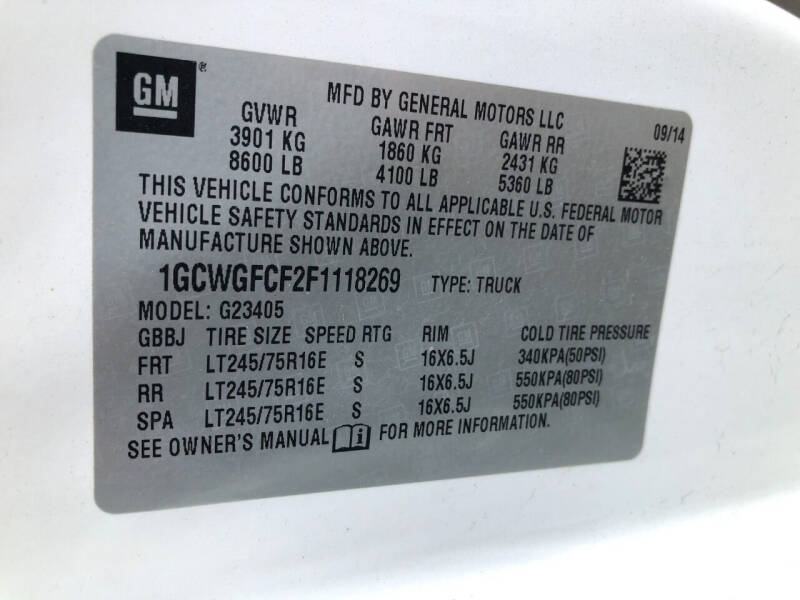 GM
MFD BY GENERAL MOTORS LLC
09/14
GVWR GAWR FRT GAWR RR
3901 KG 1860 KG 2431 KG
8600 LB 4100 LB 5360 LB
THIS VEHICLE CONFORMS TO ALL APPLICABLE U.S. FEDERAL MOTOR
VEHICLE SAFETY STANDARDS IN EFFECT ON THE DATE OF
MANUFACTURE SHOWN ABOVE.
1GCWGFCF2F1118269 TYPE: TRUCK
MODEL: G23405
GBBJ TIRE SIZE SPEED RTG RIM COLD TIRE PRESSURE
FRT LT245/75R16E S 16X6.5J 340KPA(50PSI)
RR LT245/75R16E S 16X6.5J 550KPA(80PSI)
SPA LT245/75R16E S 16X6.5J 550KPA(80PSI)
SEE OWNER'S MANUAL FOR MORE INFORMATION.